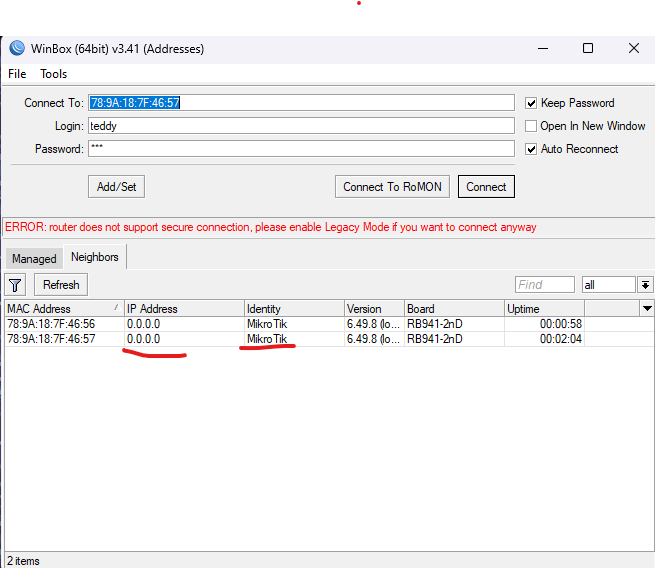 WinBox (64bit) v3.41 (Addresses)
File Tools
Connect To: 78:9A:18:7F:46:57
Keep Password
Login: teddy
Open In New Window
Password: ***
Auto Reconnect
Add/Set Connect To RoMON Connect
ERROR: router does not support secure connection, please enable Legacy Mode if you want to connect anyway
Managed Neighbors
Refresh Find all
MAC Address / IP Address Identity Version Board Uptime
78:9A:18:7F:46:56 0.0.0.0 MikroTik 6.49.8 (lo... RB941-2nD 00:00:58
78:9A:18:7F:46:57 0.0.0.0 MikroTik 6.49.8 (lo... RB941-2nD 00:02:04
2 items